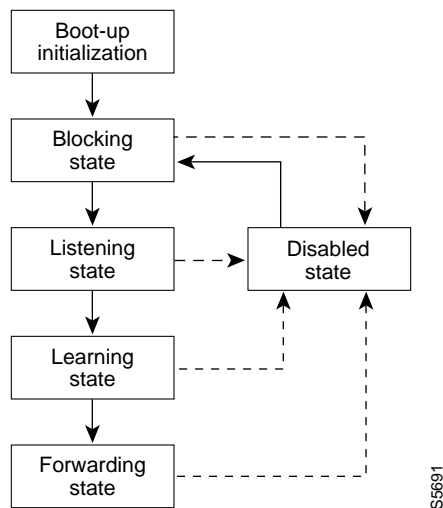 Boot-up
initialization
Blocking
state
Listening
state
Disabled
state
Learning
state
Forwarding
state
S5691